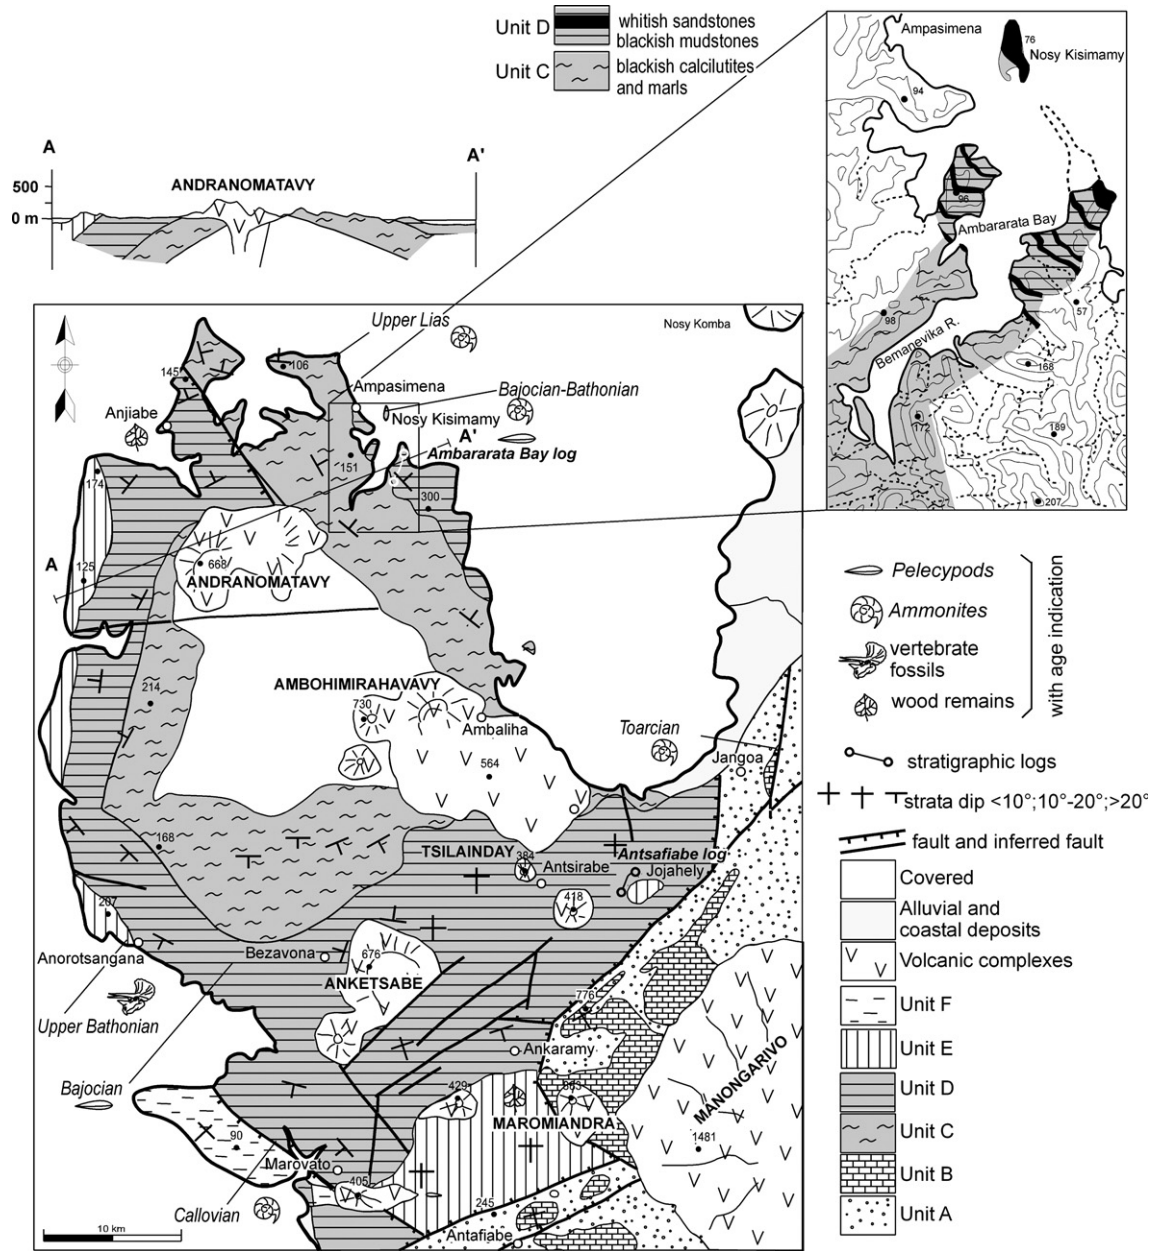 Unit D
whitish sandstones
blackish mudstones
Unit C
blackish calcilutites
and marls
A
A'
500
0 m
ANDRANOMATAVY
Ampasimena
76
Nosy Kisimamy
94
96
Ambararata Bay
98
57
Bemanevika R.
168
172
189
207
Upper Lias
Nosy Komba
145
106
Ampasimena
Bajocian-Bathonian
Anjiabe
Nosy Kisimamy
A'
Ambararata Bay log
151
174
300
A
125
668
ANDRANOMATAVY
214
AMBOHIMIRAHAVAVY
730
Ambaliha
Toarcian
564
Jangoa
168
TSILAINDAY
384
Antsirabe
Antsafiabe log
Jojahely
418
207
Anorotsangana
Bezavona
676
ANKETSABE
Upper Bathonian
776
Ankaramy
MANONGARIVO
Bajocian
429
863
MAROMIANDRA
90
1481
Marovato
405
Callovian
245
Antafiabe
10 km
Pelecypods
Ammonites
vertebrate
fossils
wood remains
with age indication
stratigraphic logs
strata dip <10°;10°-20°;>20°
fault and inferred fault
Covered
Alluvial and
coastal deposits
Volcanic complexes
Unit F
Unit E
Unit D
Unit C
Unit B
Unit A